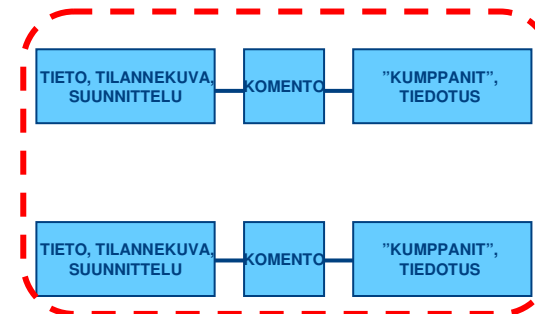 TIETO, TILANNEKUVA,
SUUNNITTELU
KOMENTO
”KUMPPANIT”,
TIEDOTUS
TIETO, TILANNEKUVA,
SUUNNITTELU
KOMENTO
”KUMPPANIT”,
TIEDOTUS